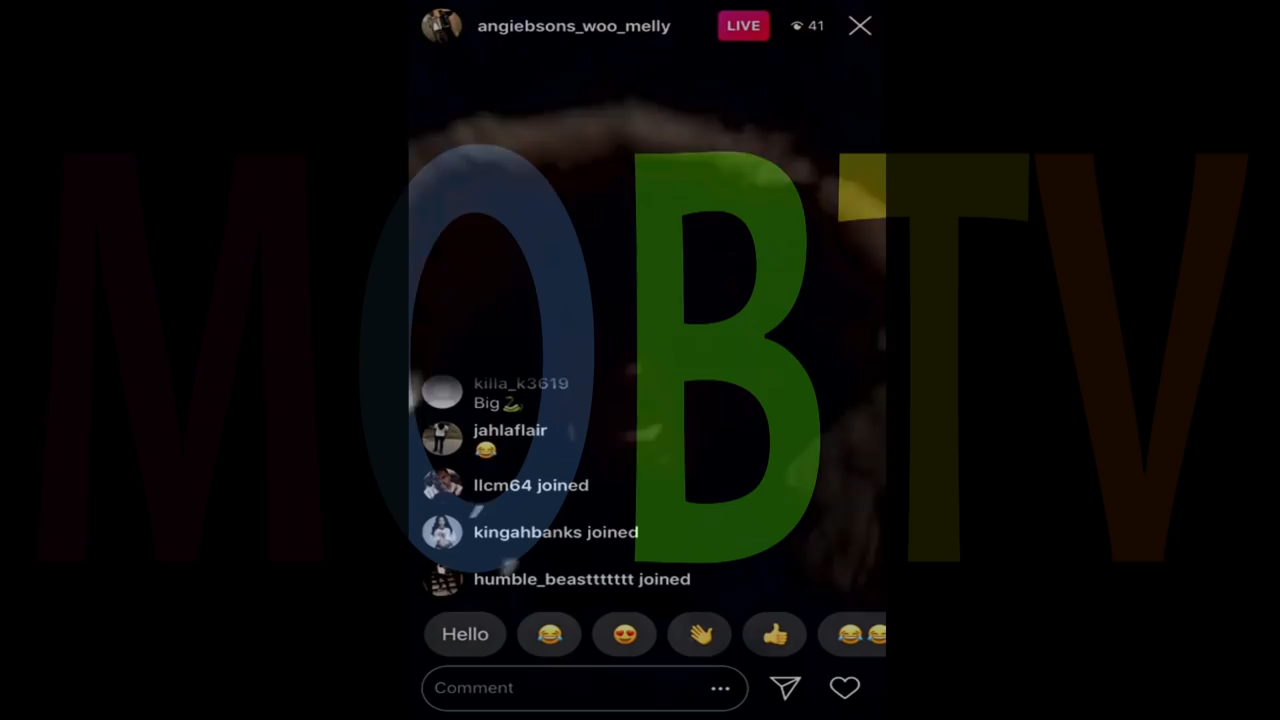 angiebsons_woo_melly LIVE 41
MOBTV
killa_k3619
Big
jahlaflair
llcm64 joined
kingahbanks joined
humble_beasttttttt joined
Hello
Comment